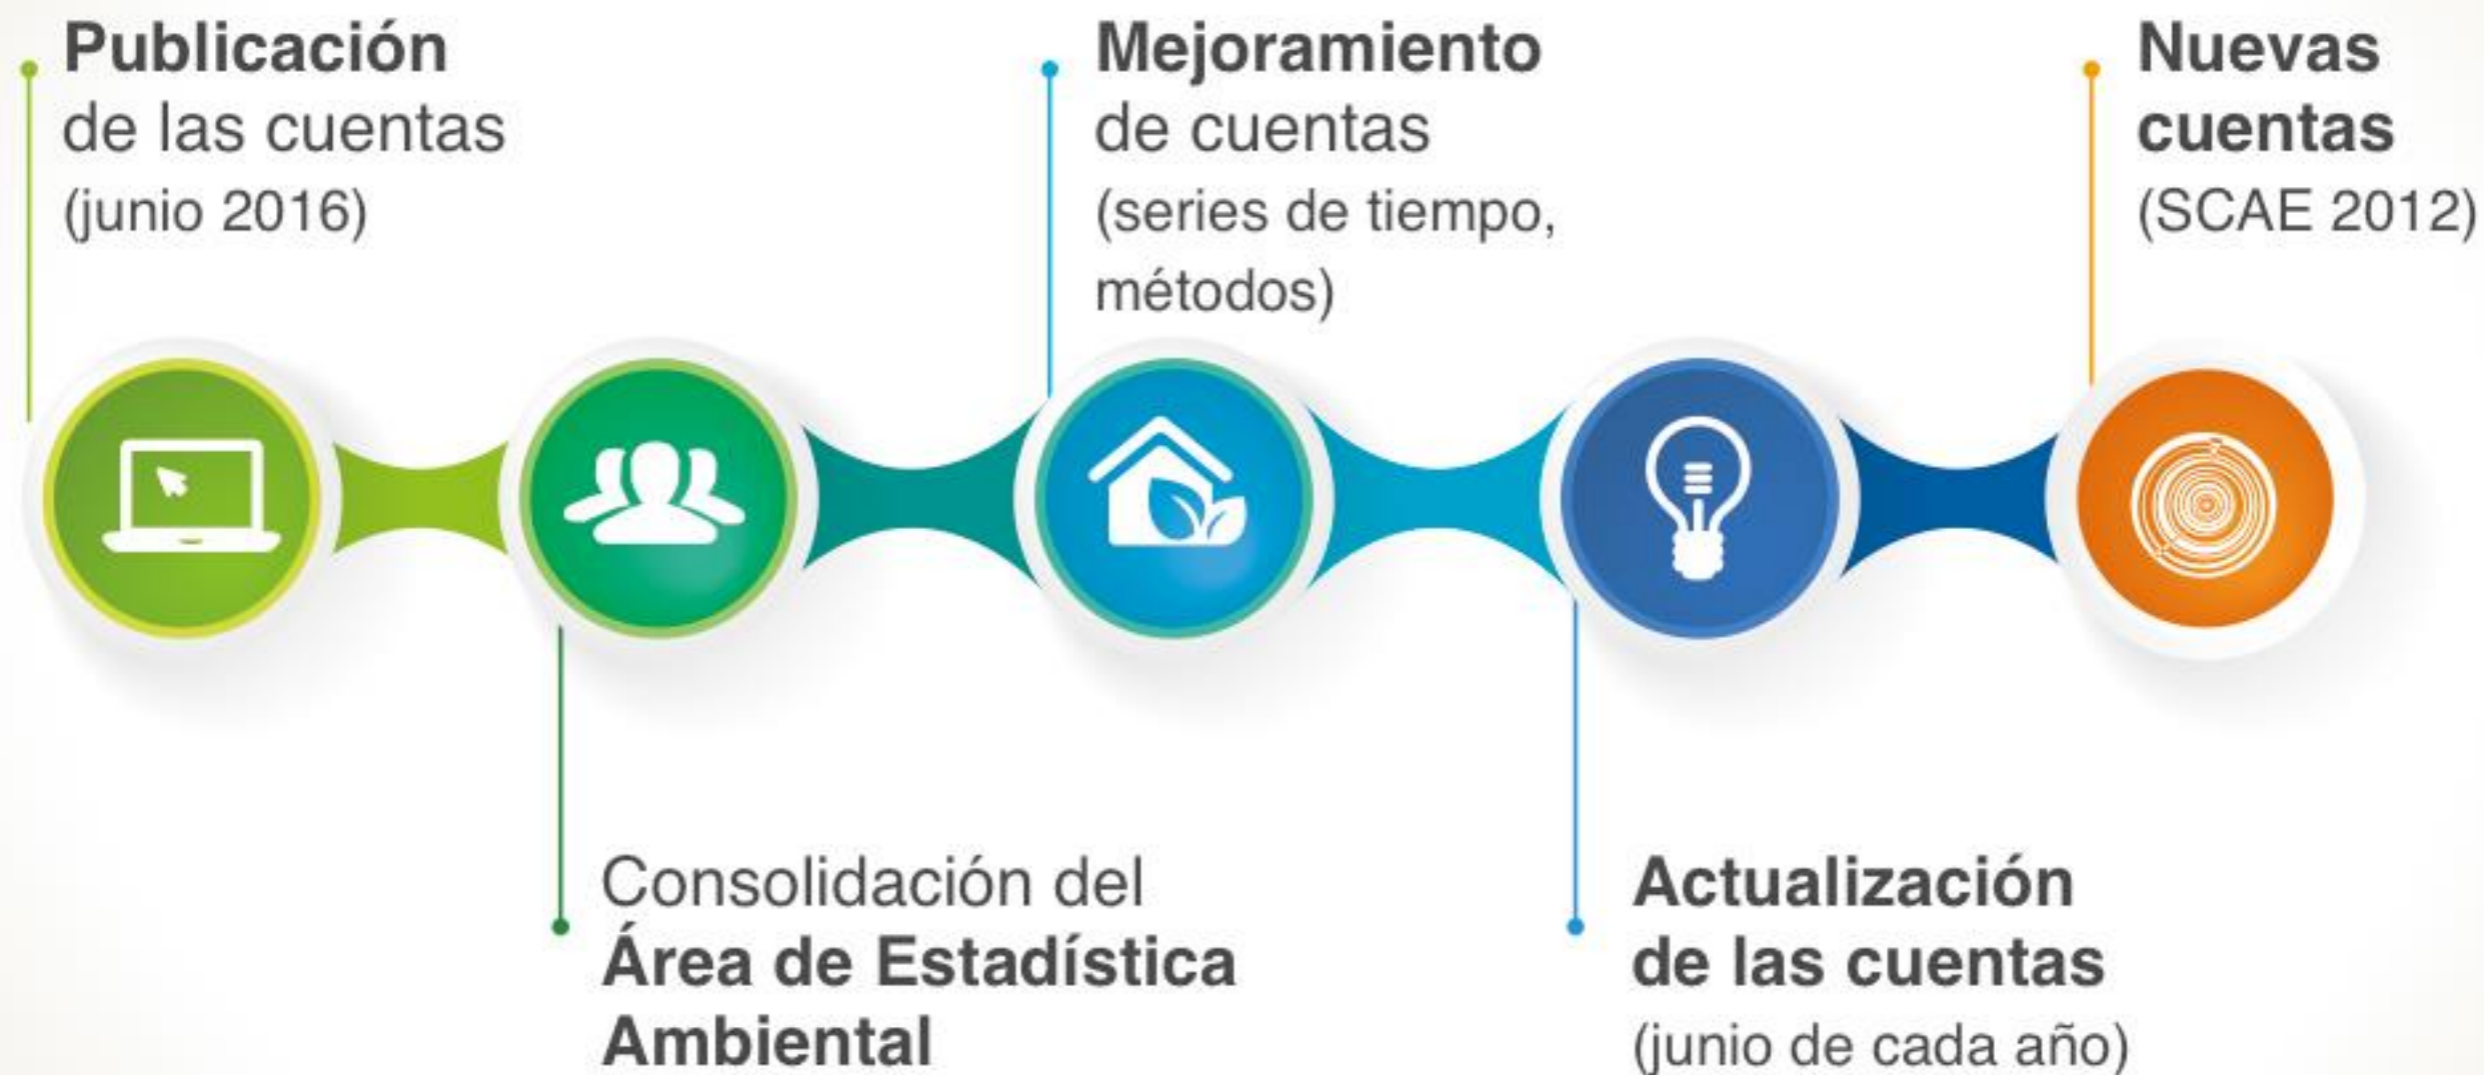 Publicación
de las cuentas
(junio 2016)
Consolidación del
Área de Estadística
Ambiental
Mejoramiento
de cuentas
(series de tiempo,
métodos)
Actualización
de las cuentas
(junio de cada año)
Nuevas
cuentas
(SCAE 2012)